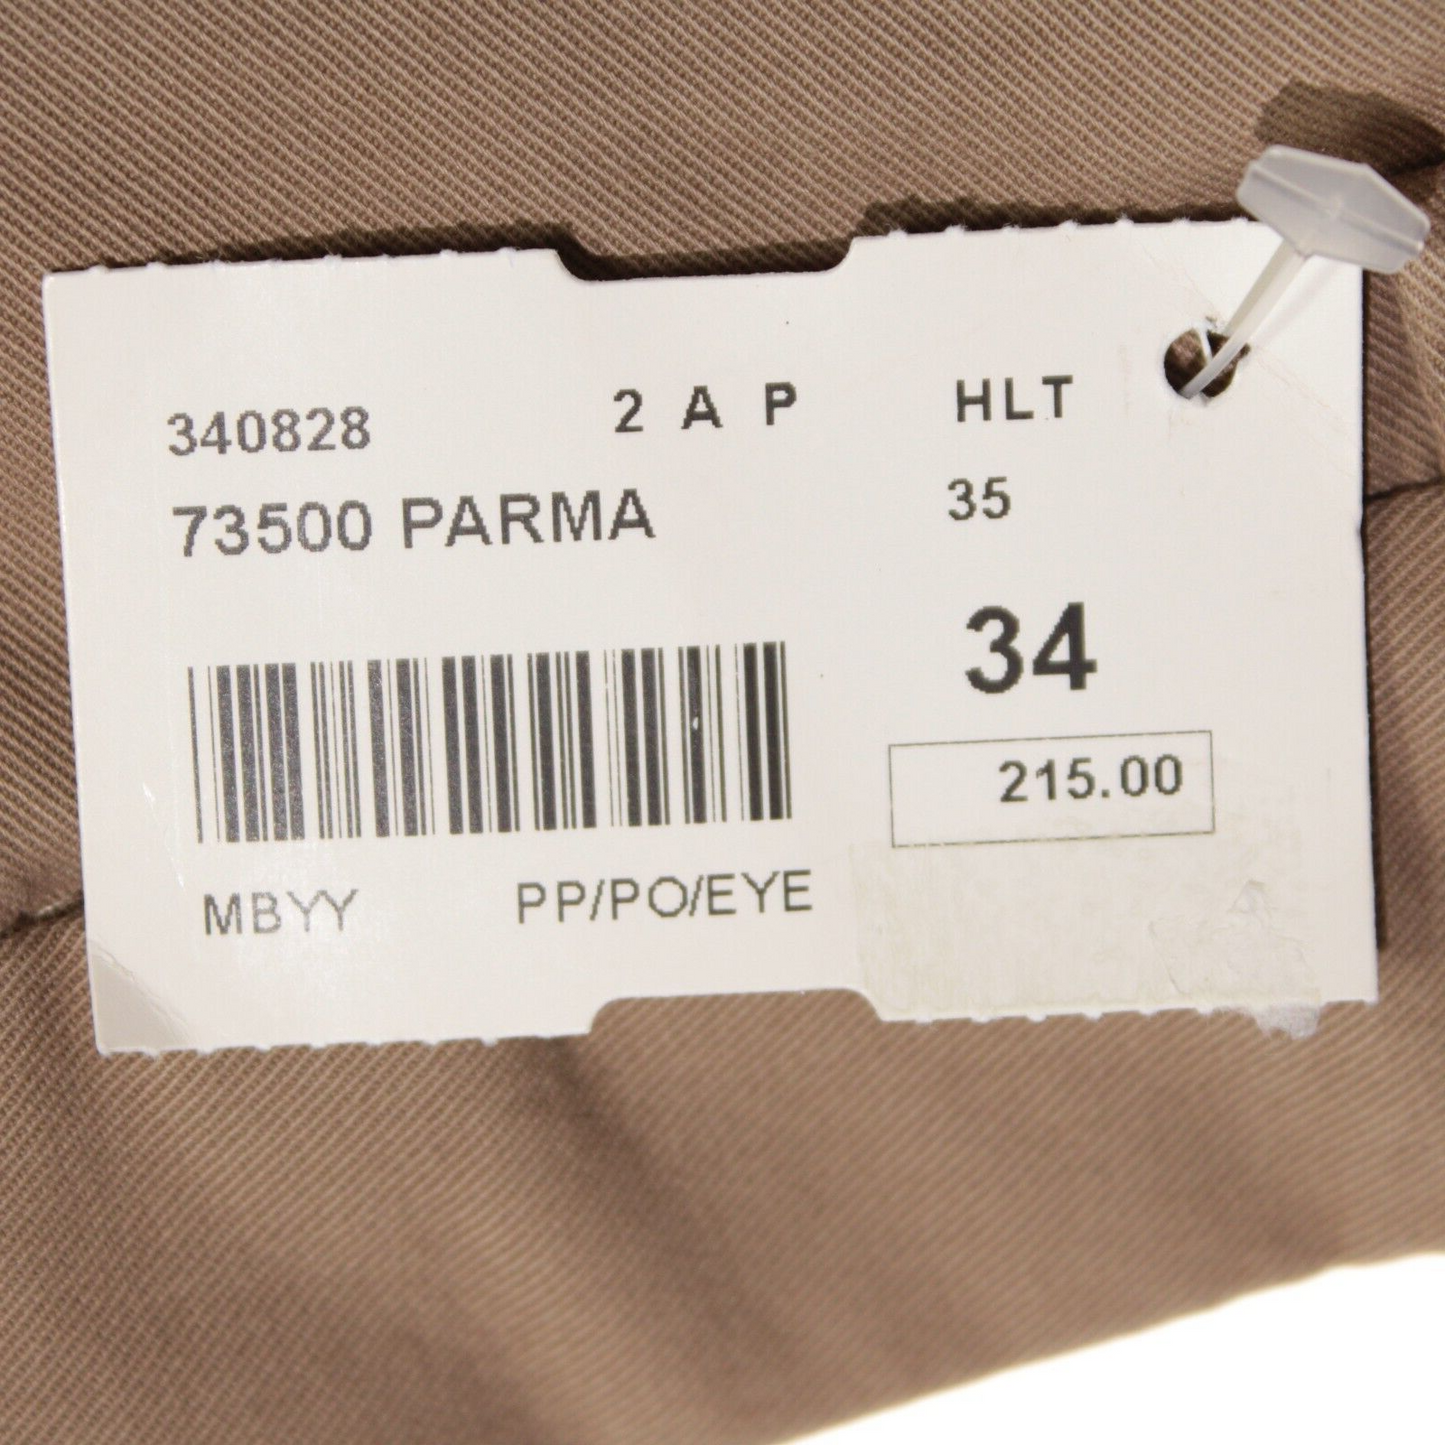 340828 2 A P HLT
73500 PARMA 35
34
215.00
MBYY PP/PO/EYE